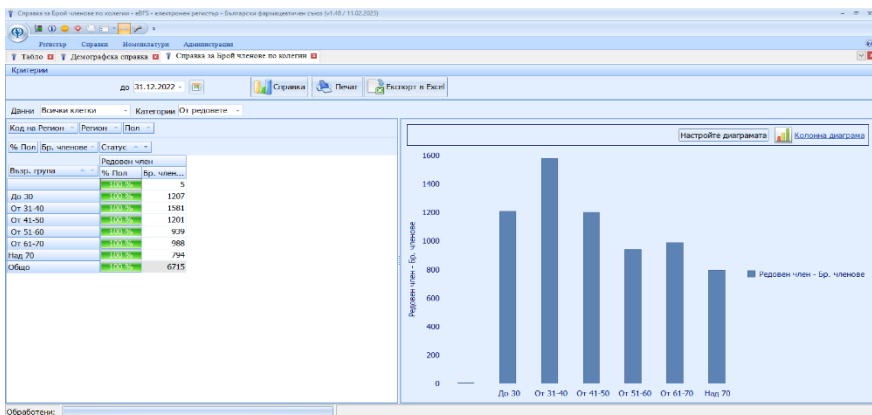 Справка за Брой членове по колегии - eBFS - електронен регистър - Български фармацевтичен съюз (v1.48 / 11.02.2023)
Регистър Справки Номенклатури Администрация
Табло Демографска справка Справка за Брой членове по колегии
Критерии
до 31.12.2022 Справка Печат Експорт в Excel
Данни Всички клетки Категории От редовете
Код на Регион Регион Пол
% Пол Бр. членове Статус
Редовен член
Възр. група % Пол Бр. член...
100 % 5
До 30 100 % 1207
От 31-40 100 % 1581
От 41-50 100 % 1201
От 51-60 100 % 939
От 61-70 100 % 988
Над 70 100 % 794
Общо 100 % 6715
Настройте диаграмата Колонна диаграма
Редовен член - Бр. членове
1600
1400
1200
1000
800
600
400
200
0
До 30 От 31-40 От 41-50 От 51-60 От 61-70 Над 70
Редовен член - Бр. членове
Обработени: